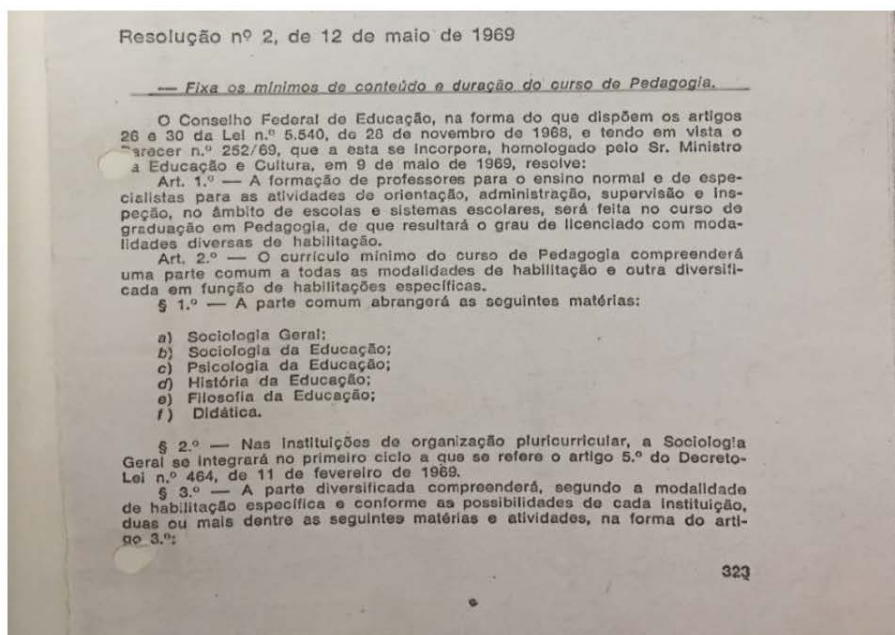 Resolução nº 2, de 12 de maio de 1969
— Fixa os mínimos de conteúdo e duração do curso de Pedagogia.
O Conselho Federal de Educação, na forma do que dispõem os artigos
26 e 30 da Lei n.º 5.540, de 28 de novembro de 1968, e tendo em vista o
arecer n.º 252/69, que a esta se incorpora, homologado pelo Sr. Ministro
a Educação e Cultura, em 9 de maio de 1969, resolve:
Art. 1.º — A formação de professores para o ensino normal e de espe-
cialistas para as atividades de orientação, administração, supervisão e ins-
peção, no âmbito de escolas e sistemas escolares, será feita no curso de
graduação em Pedagogia, de que resultará o grau de licenciado com moda-
lidades diversas de habilitação.
Art. 2.º — O currículo mínimo do curso de Pedagogia compreenderá
uma parte comum a todas as modalidades de habilitação e outra diversifi-
cada em função de habilitações específicas.
§ 1.º — A parte comum abrangerá as seguintes matérias:
a) Sociologia Geral;
b) Sociologia da Educação;
c) Psicologia da Educação;
d) História da Educação;
e) Filosofia da Educação;
f) Didática.
§ 2.º — Nas instituições de organização pluricurricular, a Sociologia
Geral se integrará no primeiro ciclo a que se refere o artigo 5.º do Decreto-
Lei n.º 464, de 11 de fevereiro de 1969.
§ 3.º — A parte diversificada compreenderá, segundo a modalidade
de habilitação específica e conforme as possibilidades de cada instituição,
duas ou mais dentre as seguintes matérias e atividades, na forma do arti-
go 3.º:
323